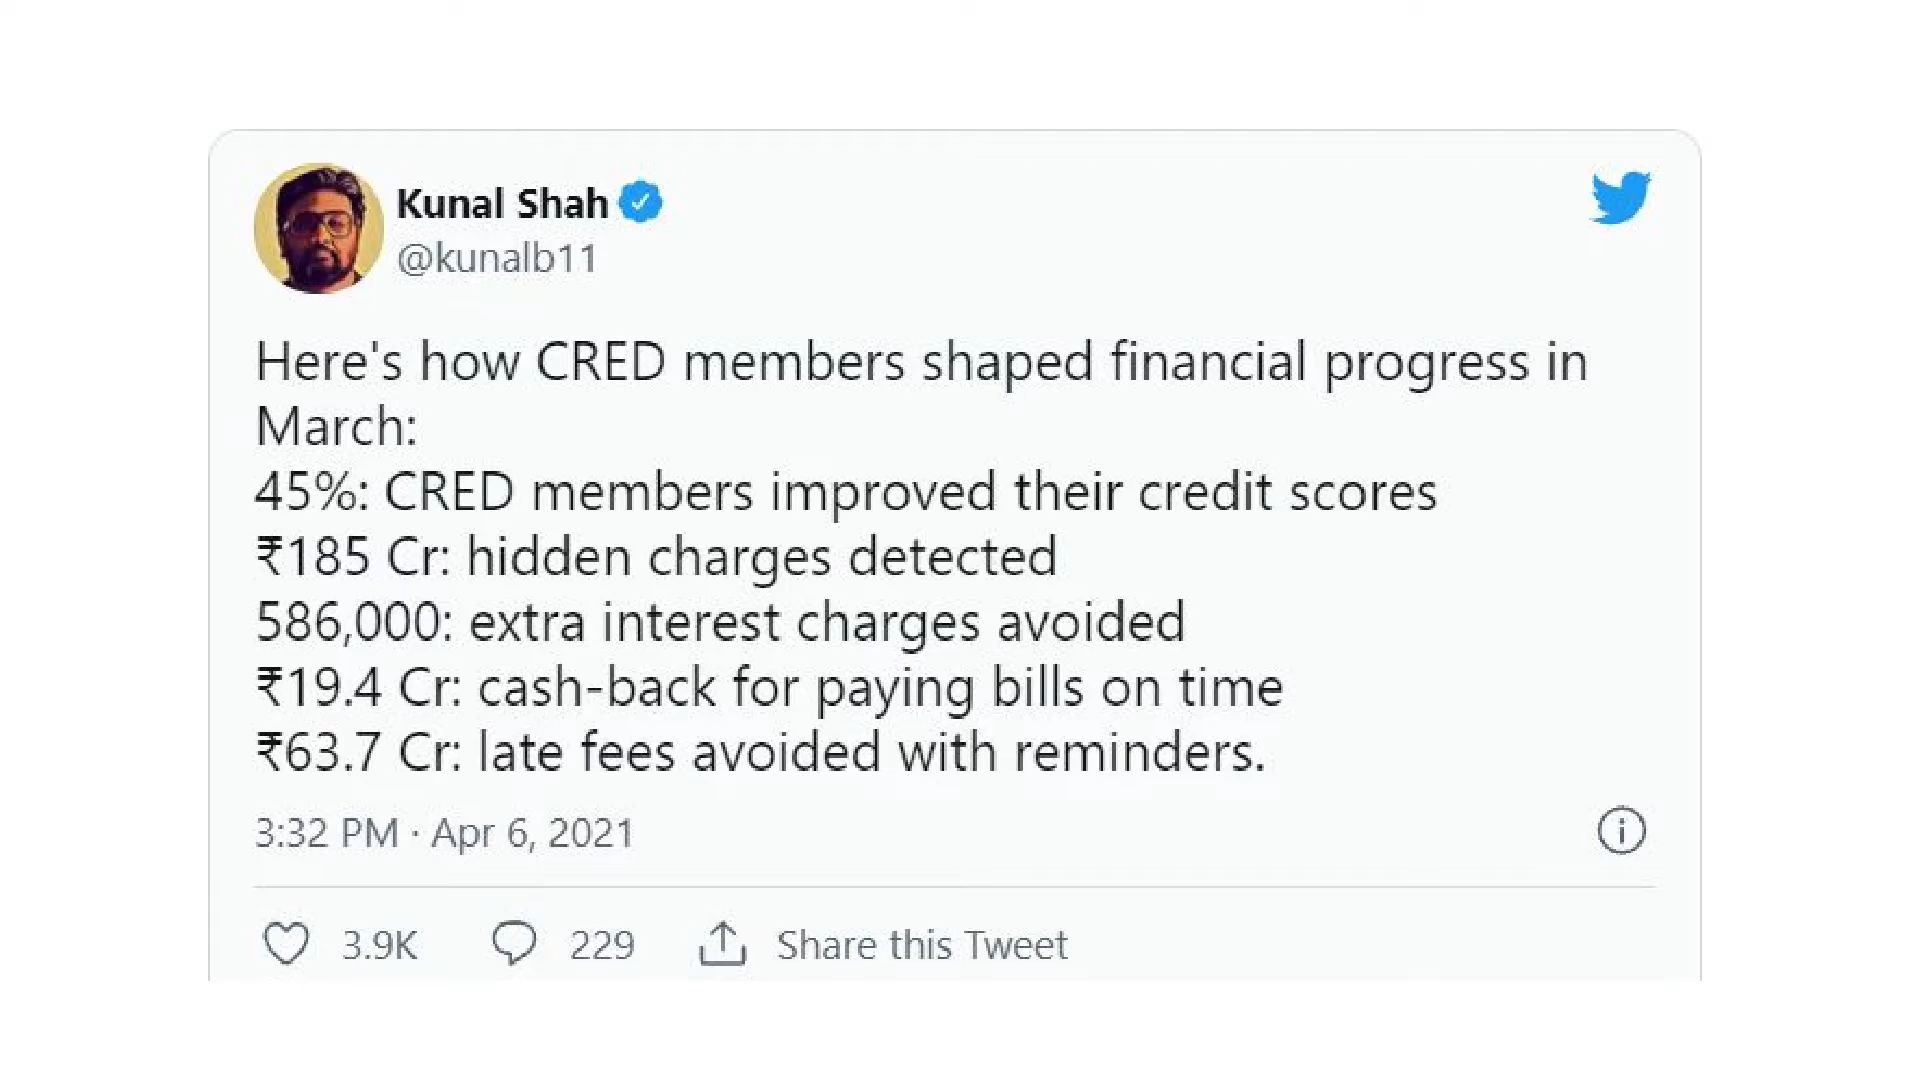 Kunal Shah
@kunalb11
Here's how CRED members shaped financial progress in
March:
45%: CRED members improved their credit scores
₹185 Cr: hidden charges detected
586,000: extra interest charges avoided
₹19.4 Cr: cash-back for paying bills on time
₹63.7 Cr: late fees avoided with reminders.
3:32 PM · Apr 6, 2021
3.9K 229 Share this Tweet